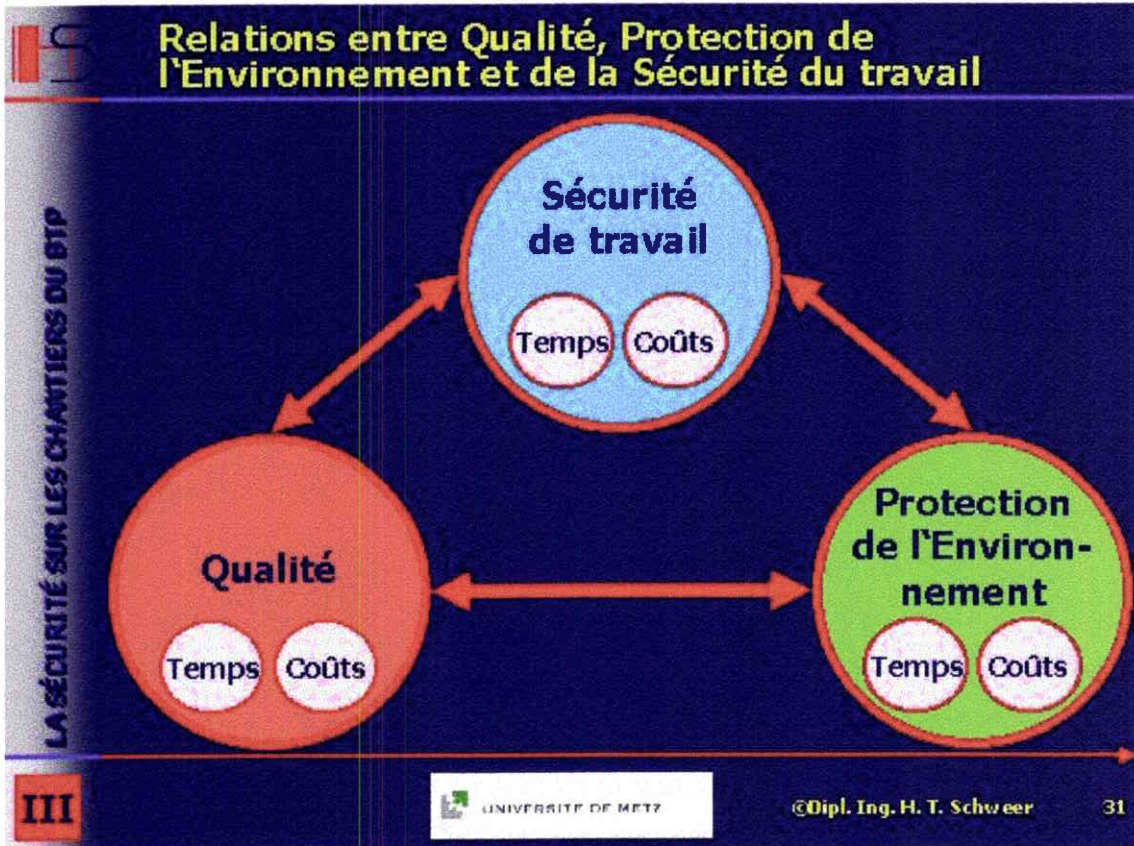 HS
Relations entre Qualité, Protection de
l'Environnement et de la Sécurité du travail
LA SÉCURITÉ SUR LES CHANTIERS DU BTP
Sécurité
de travail
Temps Coûts
Qualité
Temps Coûts
Protection
de l'Environ-
nement
Temps Coûts
III
UNIVERSITE DE METZ
©Dipl. Ing. H. T. Schweer
31